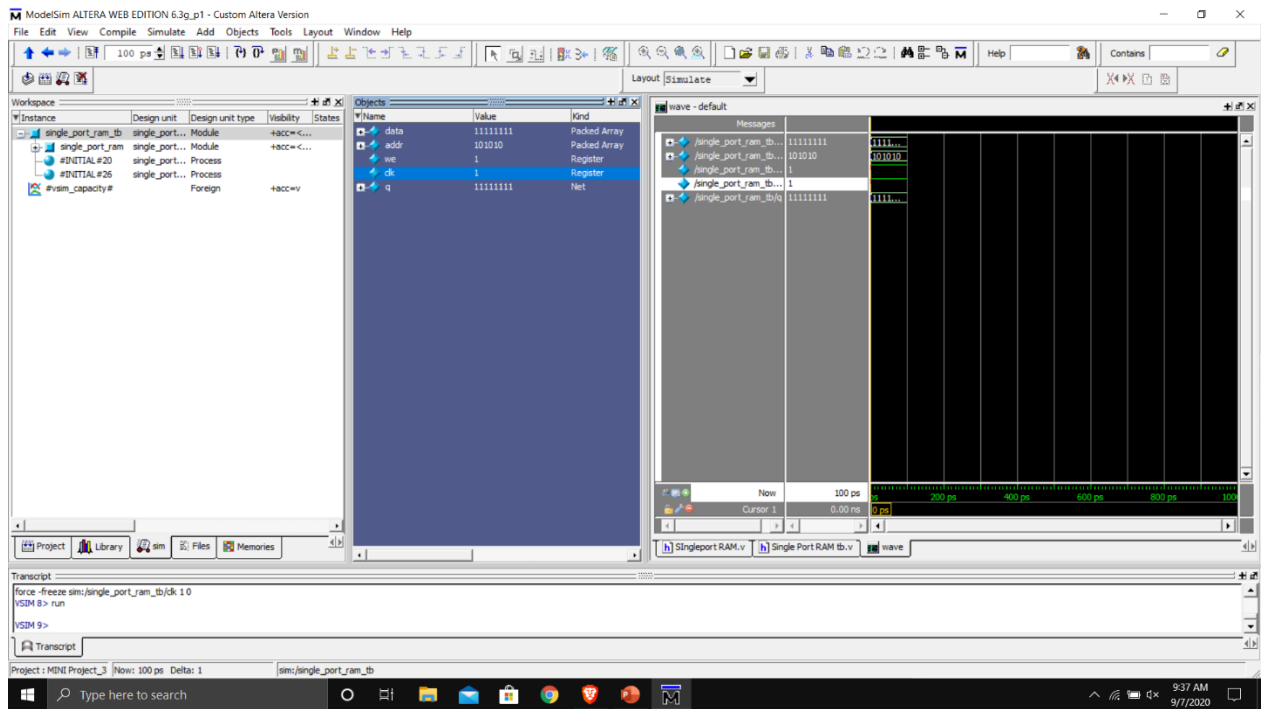 ModelSim ALTERA WEB EDITION 6.3g_p1 - Custom Altera Version
File Edit View Compile Simulate Add Objects Tools Layout Window Help
100 ps
Help
Contains
Layout Simulate
Workspace
Instance Design unit Design unit type Visibility States
single_port_ram_tb single_port... Module +acc=<...
single_port_ram single_port... Module +acc=<...
#INITIAL#20 single_port... Process
#INITIAL#26 single_port... Process
#vsim_capacity# Foreign +acc=v
Project Library sim Files Memories
Objects
Name Value Kind
data 11111111 Packed Array
addr 101010 Packed Array
we 1 Register
clk 1 Register
q 11111111 Net
wave - default
Messages
/single_port_ram_tb... 11111111 1111...
/single_port_ram_tb... 101010 101010
/single_port_ram_tb... 1
/single_port_ram_tb... 1
/single_port_ram_tb/q 11111111 1111...
Now 100 ps ps 200 ps 400 ps 600 ps 800 ps 100
Cursor 1 0.00 ns 0 ps
SIngleport RAM.v Single Port RAM tb.v wave
Transcript
force -freeze sim:/single_port_ram_tb/clk 1 0
VSIM 8> run
VSIM 9>
Transcript
Project : MINI Project_3 Now: 100 ps Delta: 1 sim:/single_port_ram_tb
Type here to search
9:37 AM
9/7/2020